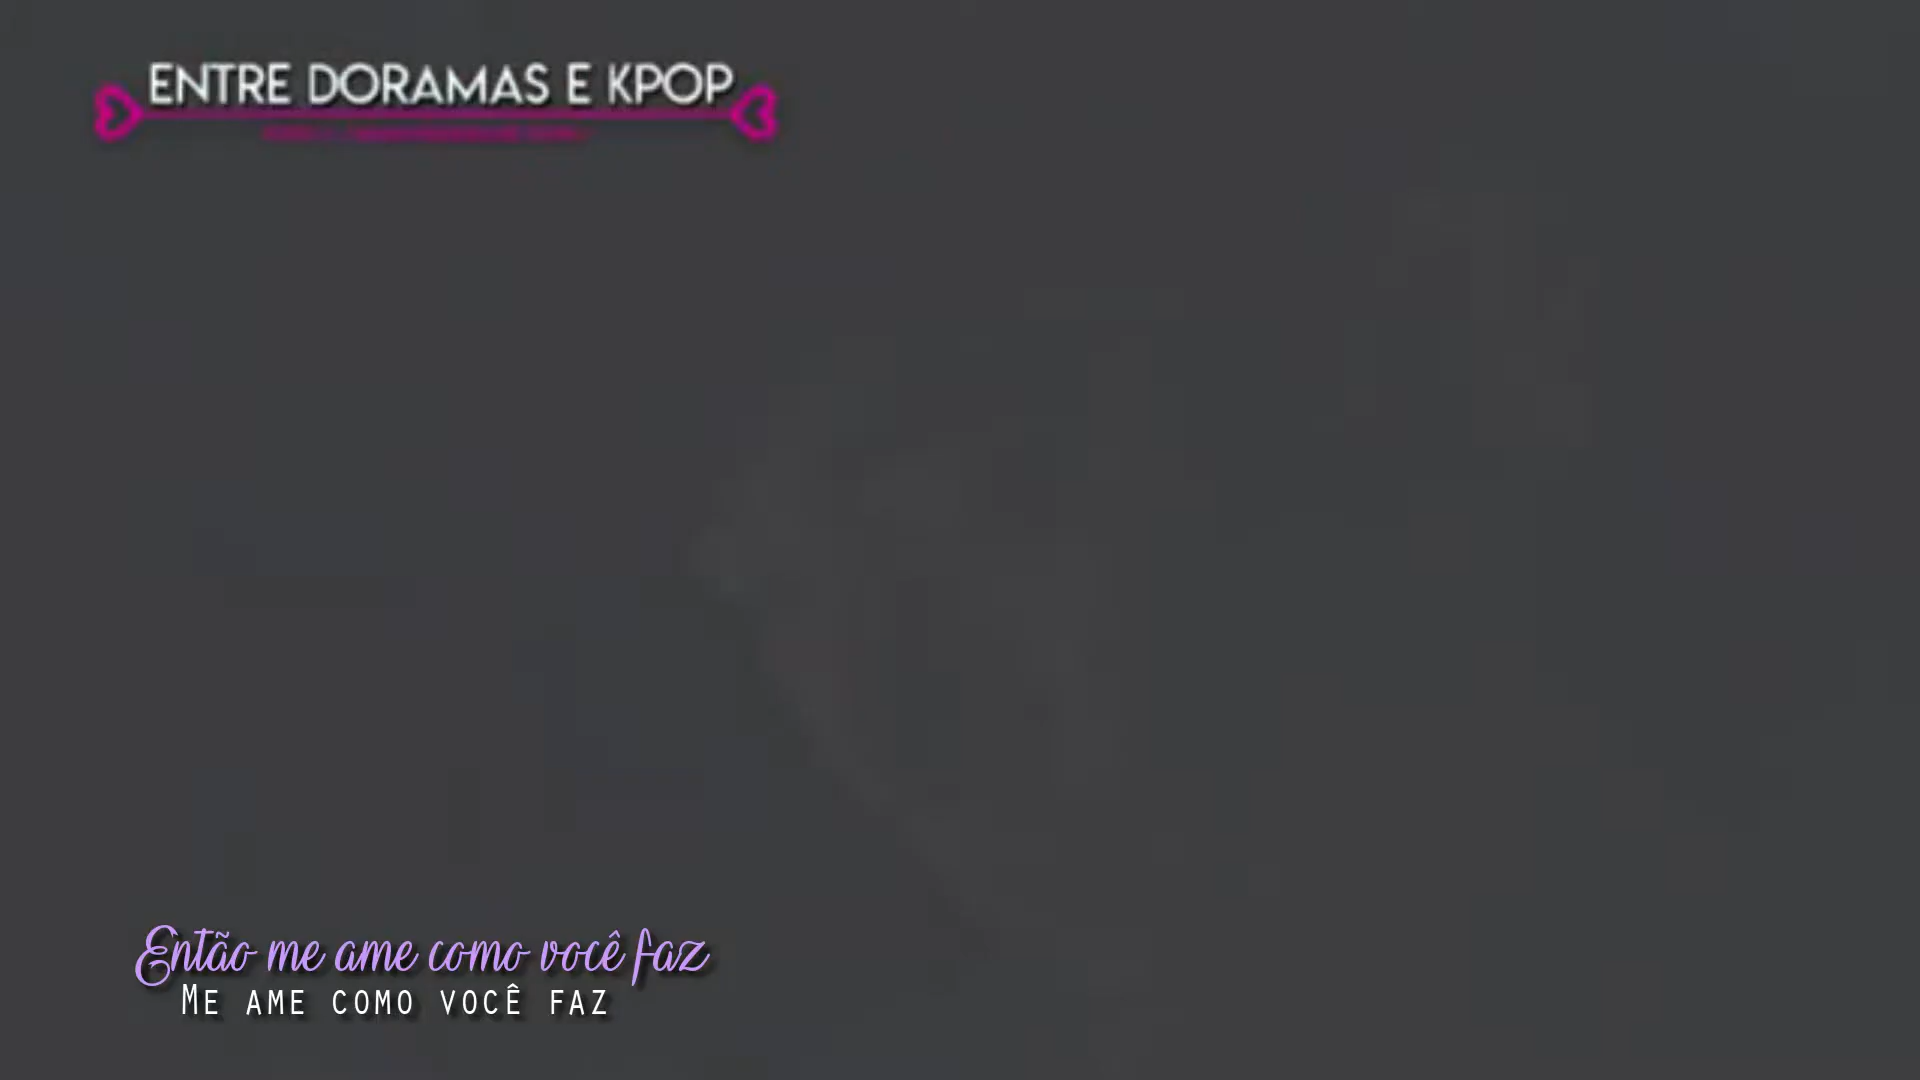 ENTRE DORAMAS E KPOP
Então me ame como você faz
ME AME COMO VOCÊ FAZ